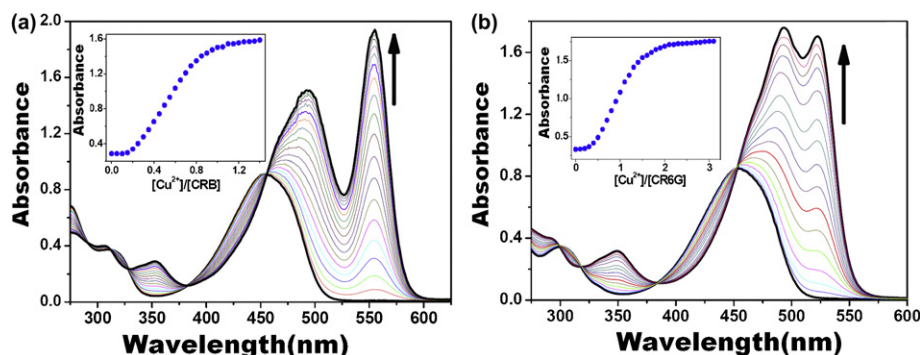 (a)
Absorbance
2.0
1.6
1.2
0.8
0.4
0.0
300 350 400 450 500 550 600
Wavelength(nm)
Absorbance
1.6
1.2
0.8
0.4
0.0 0.4 0.8 1.2
[Cu²⁺]/[CRB]
(b)
Absorbance
1.6
1.2
0.8
0.4
0.0
300 350 400 450 500 550 600
Wavelength(nm)
Absorbance
1.5
1.0
0.5
0 1 2 3
[Cu²⁺]/[CR6G]